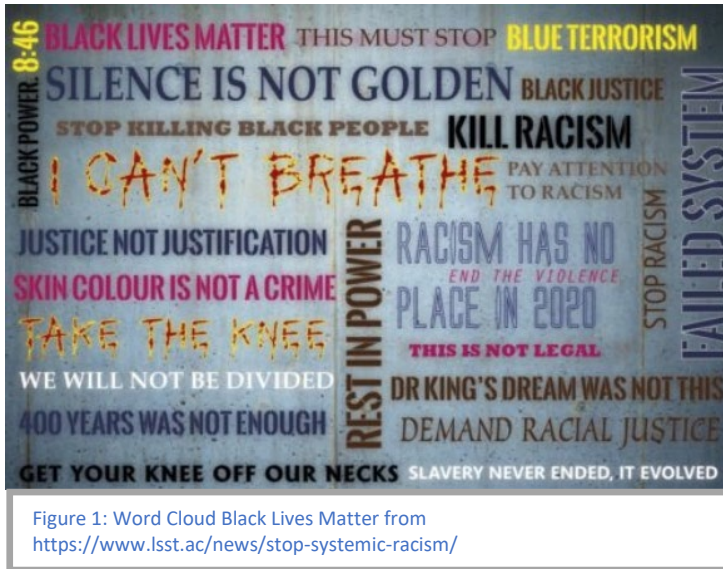 8:46
BLACK POWER.
BLACK LIVES MATTER
THIS MUST STOP
BLUE TERRORISM
SILENCE IS NOT GOLDEN
BLACK JUSTICE
STOP KILLING BLACK PEOPLE
KILL RACISM
I CAN'T BREATHE
PAY ATTENTION
TO RACISM
FAILED SYSTEM
STOP RACISM
JUSTICE NOT JUSTIFICATION
REST IN POWER
RACISM HAS NO
END THE VIOLENCE
PLACE IN 2020
SKIN COLOUR IS NOT A CRIME
TAKE THE KNEE
THIS IS NOT LEGAL
WE WILL NOT BE DIVIDED
DR KING'S DREAM WAS NOT THIS
400 YEARS WAS NOT ENOUGH
DEMAND RACIAL JUSTICE
GET YOUR KNEE OFF OUR NECKS
SLAVERY NEVER ENDED, IT EVOLVED
Figure 1: Word Cloud Black Lives Matter from
https://www.lsst.ac/news/stop-systemic-racism/